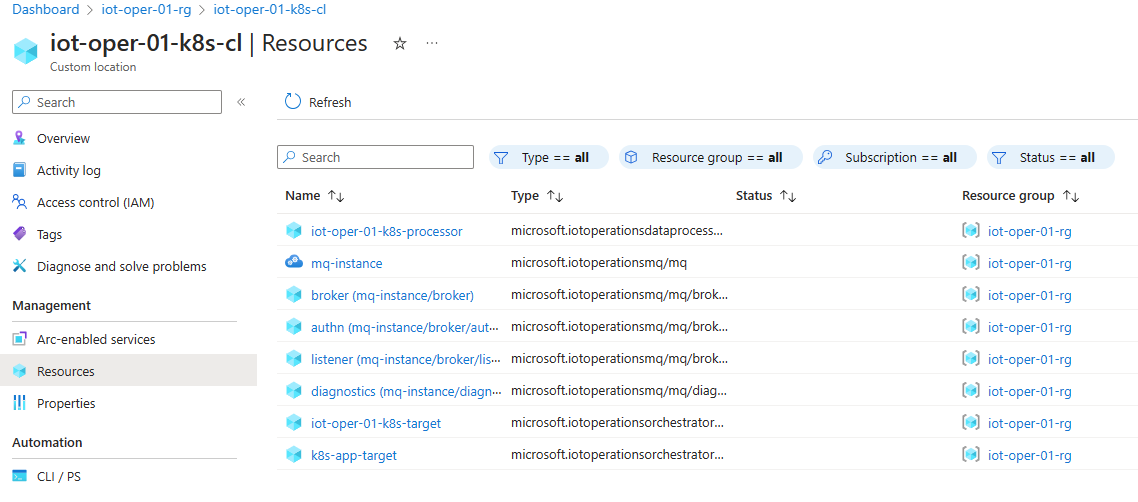 Dashboard > iot-oper-01-rg > iot-oper-01-k8s-cl
iot-oper-01-k8s-cl | Resources
Custom location
Search
Overview
Activity log
Access control (IAM)
Tags
Diagnose and solve problems
Management
Arc-enabled services
Resources
Properties
Automation
CLI / PS
Refresh
Search Type == all Resource group == all Subscription == all Status == all
Name Type Status Resource group
iot-oper-01-k8s-processor microsoft.iotoperationsdataprocess... iot-oper-01-rg
mq-instance microsoft.iotoperationsmq/mq iot-oper-01-rg
broker (mq-instance/broker) microsoft.iotoperationsmq/mq/brok... iot-oper-01-rg
authn (mq-instance/broker/aut... microsoft.iotoperationsmq/mq/brok... iot-oper-01-rg
listener (mq-instance/broker/lis... microsoft.iotoperationsmq/mq/brok... iot-oper-01-rg
diagnostics (mq-instance/diagn... microsoft.iotoperationsmq/mq/diag... iot-oper-01-rg
iot-oper-01-k8s-target microsoft.iotoperationsorchestrator... iot-oper-01-rg
k8s-app-target microsoft.iotoperationsorchestrator... iot-oper-01-rg